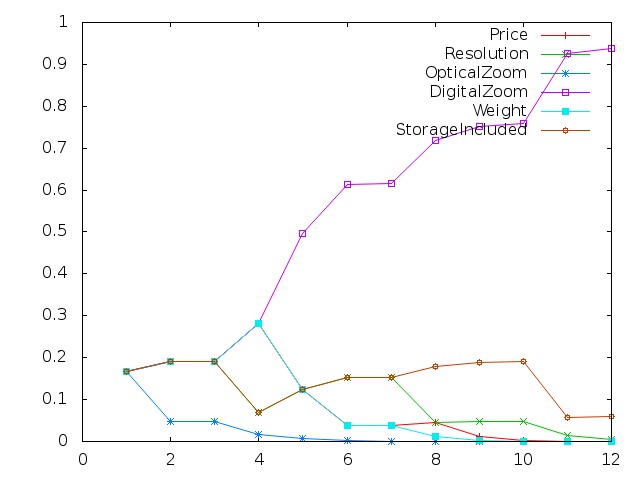 1
0.9
0.8
0.7
0.6
0.5
0.4
0.3
0.2
0.1
0
0 2 4 6 8 10 12
Price
Resolution
OpticalZoom
DigitalZoom
Weight
StorageIncluded